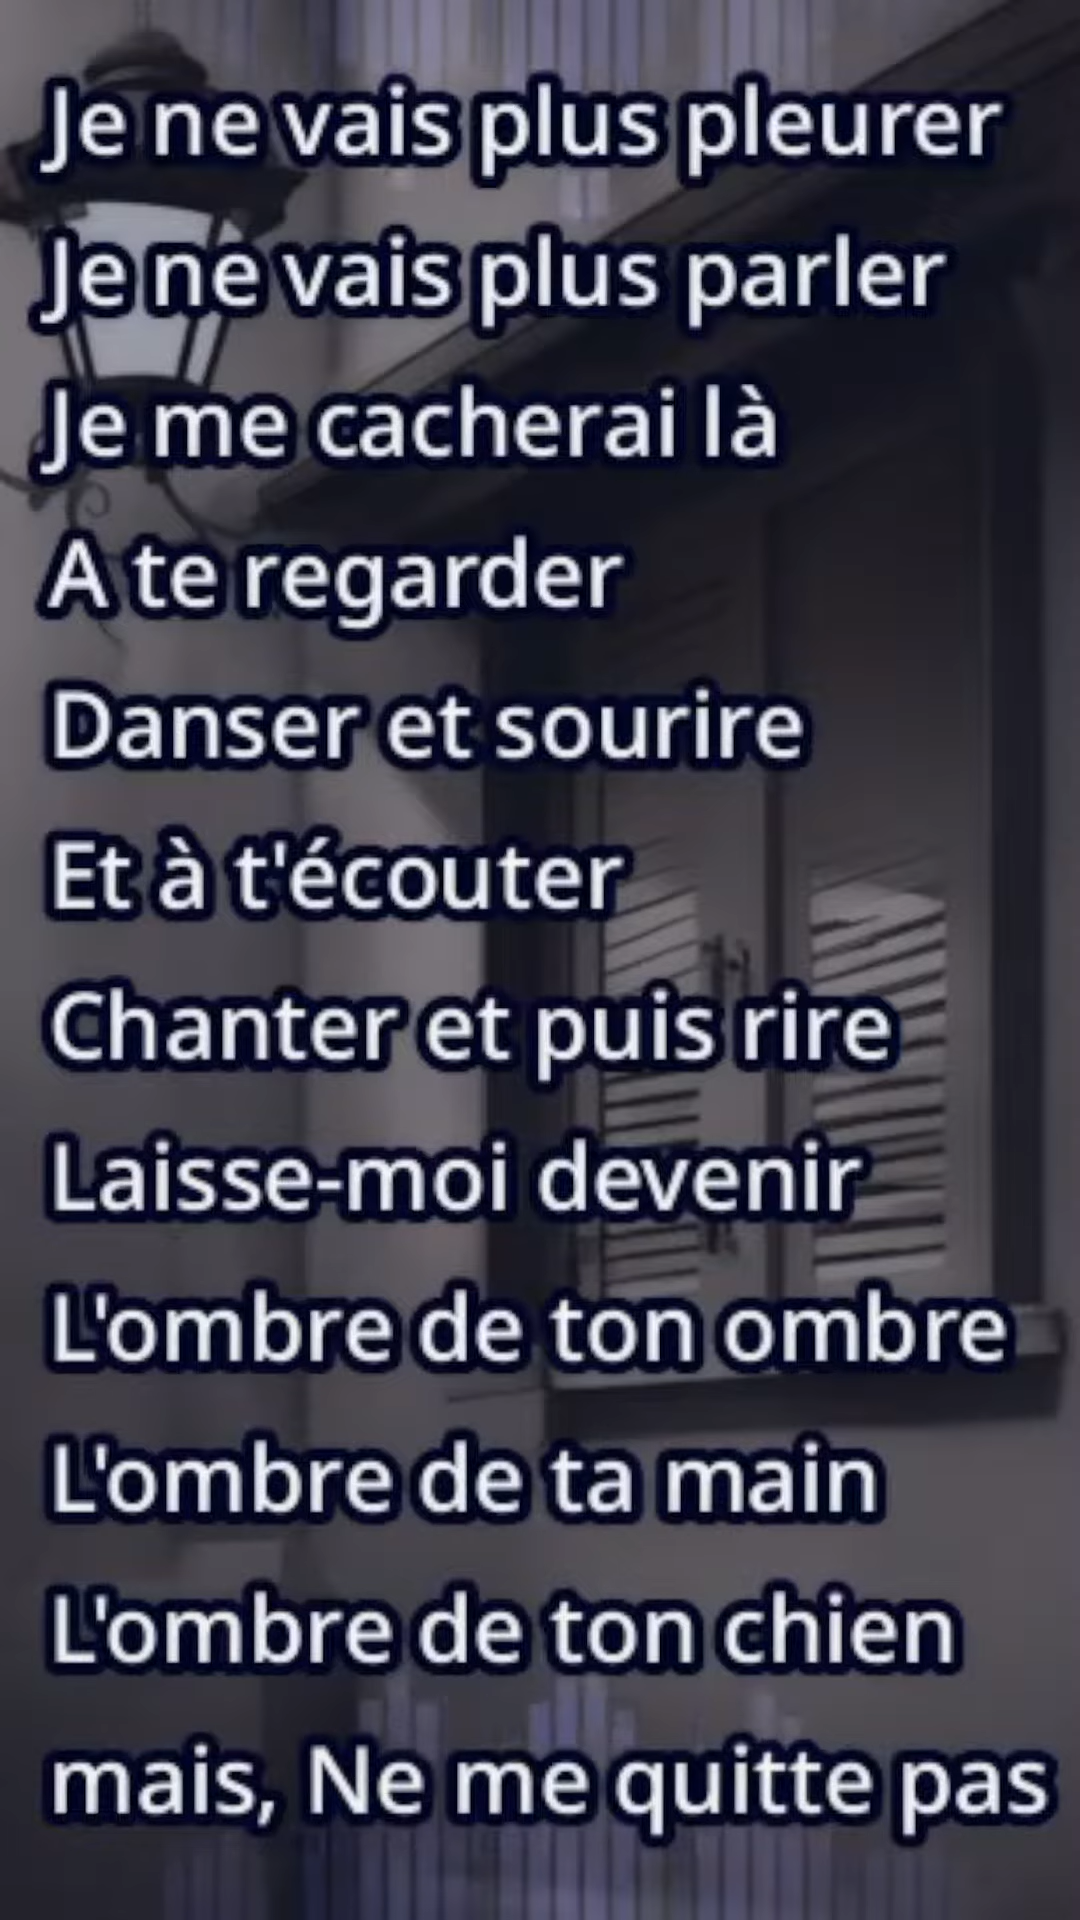 Je ne vais plus pleurer
Je ne vais plus parler
Je me cacherai là
A te regarder
Danser et sourire
Et à t'écouter
Chanter et puis rire
Laisse-moi devenir
L'ombre de ton ombre
L'ombre de ta main
L'ombre de ton chien
mais, Ne me quitte pas